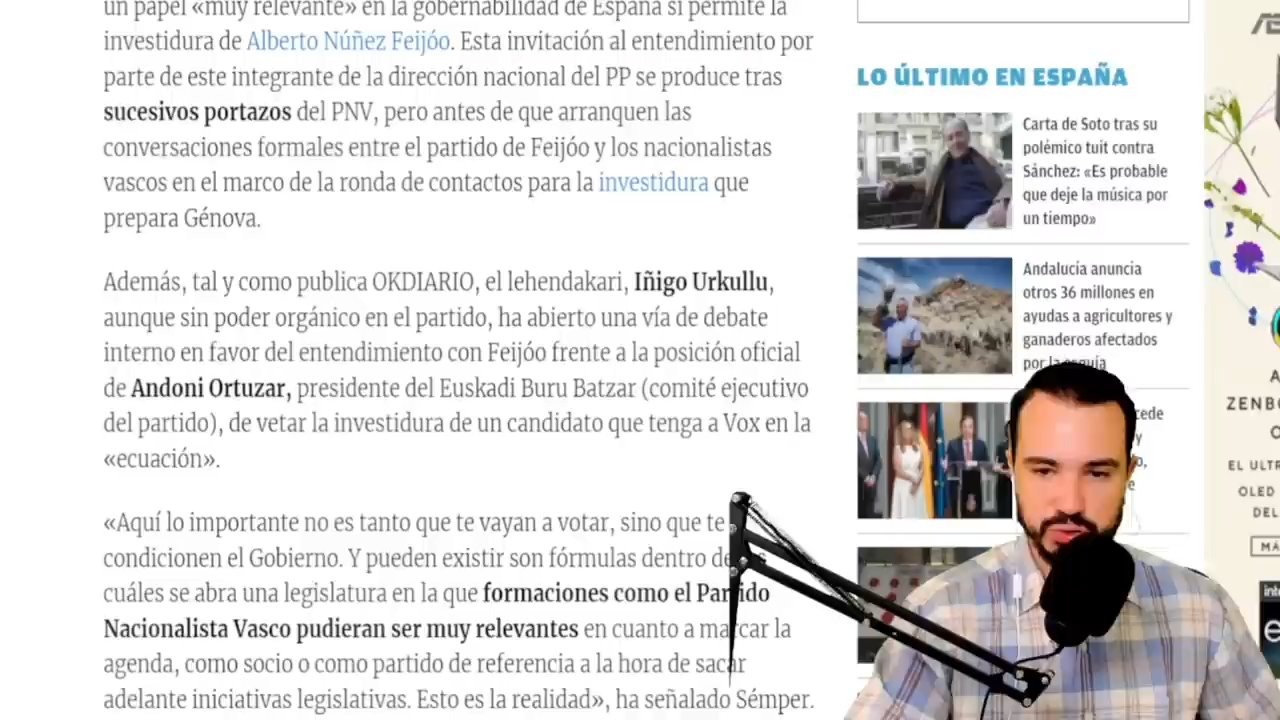 un papel «muy relevante» en la gobernabilidad de España si permite la
investidura de Alberto Núñez Feijóo. Esta invitación al entendimiento por
parte de este integrante de la dirección nacional del PP se produce tras
sucesivos portazos del PNV, pero antes de que arranquen las
conversaciones formales entre el partido de Feijóo y los nacionalistas
vascos en el marco de la ronda de contactos para la investidura que
prepara Génova.
Además, tal y como publica OKDIARIO, el lehendakari, Iñigo Urkullu,
aunque sin poder orgánico en el partido, ha abierto una vía de debate
interno en favor del entendimiento con Feijóo frente a la posición oficial
de Andoni Ortuzar, presidente del Euskadi Buru Batzar (comité ejecutivo
del partido), de vetar la investidura de un candidato que tenga a Vox en la
«ecuación».
«Aquí lo importante no es tanto que te vayan a votar, sino que te
condicionen el Gobierno. Y pueden existir son fórmulas dentro de
cuáles se abra una legislatura en la que formaciones como el Partido
Nacionalista Vasco pudieran ser muy relevantes en cuanto a marcar la
agenda, como socio o como partido de referencia a la hora de sacar
adelante iniciativas legislativas. Esto es la realidad», ha señalado Sémper.
LO ÚLTIMO EN ESPAÑA
Carta de Soto tras su
polémico tuit contra
Sánchez: «Es probable
que deje la música por
un tiempo»
Andalucía anuncia
otros 36 millones en
ayudas a agricultores y
ganaderos afectados
por la sequía
cede
y
ZENBO
EL ULT
OLED
DEL
MÁ
inte